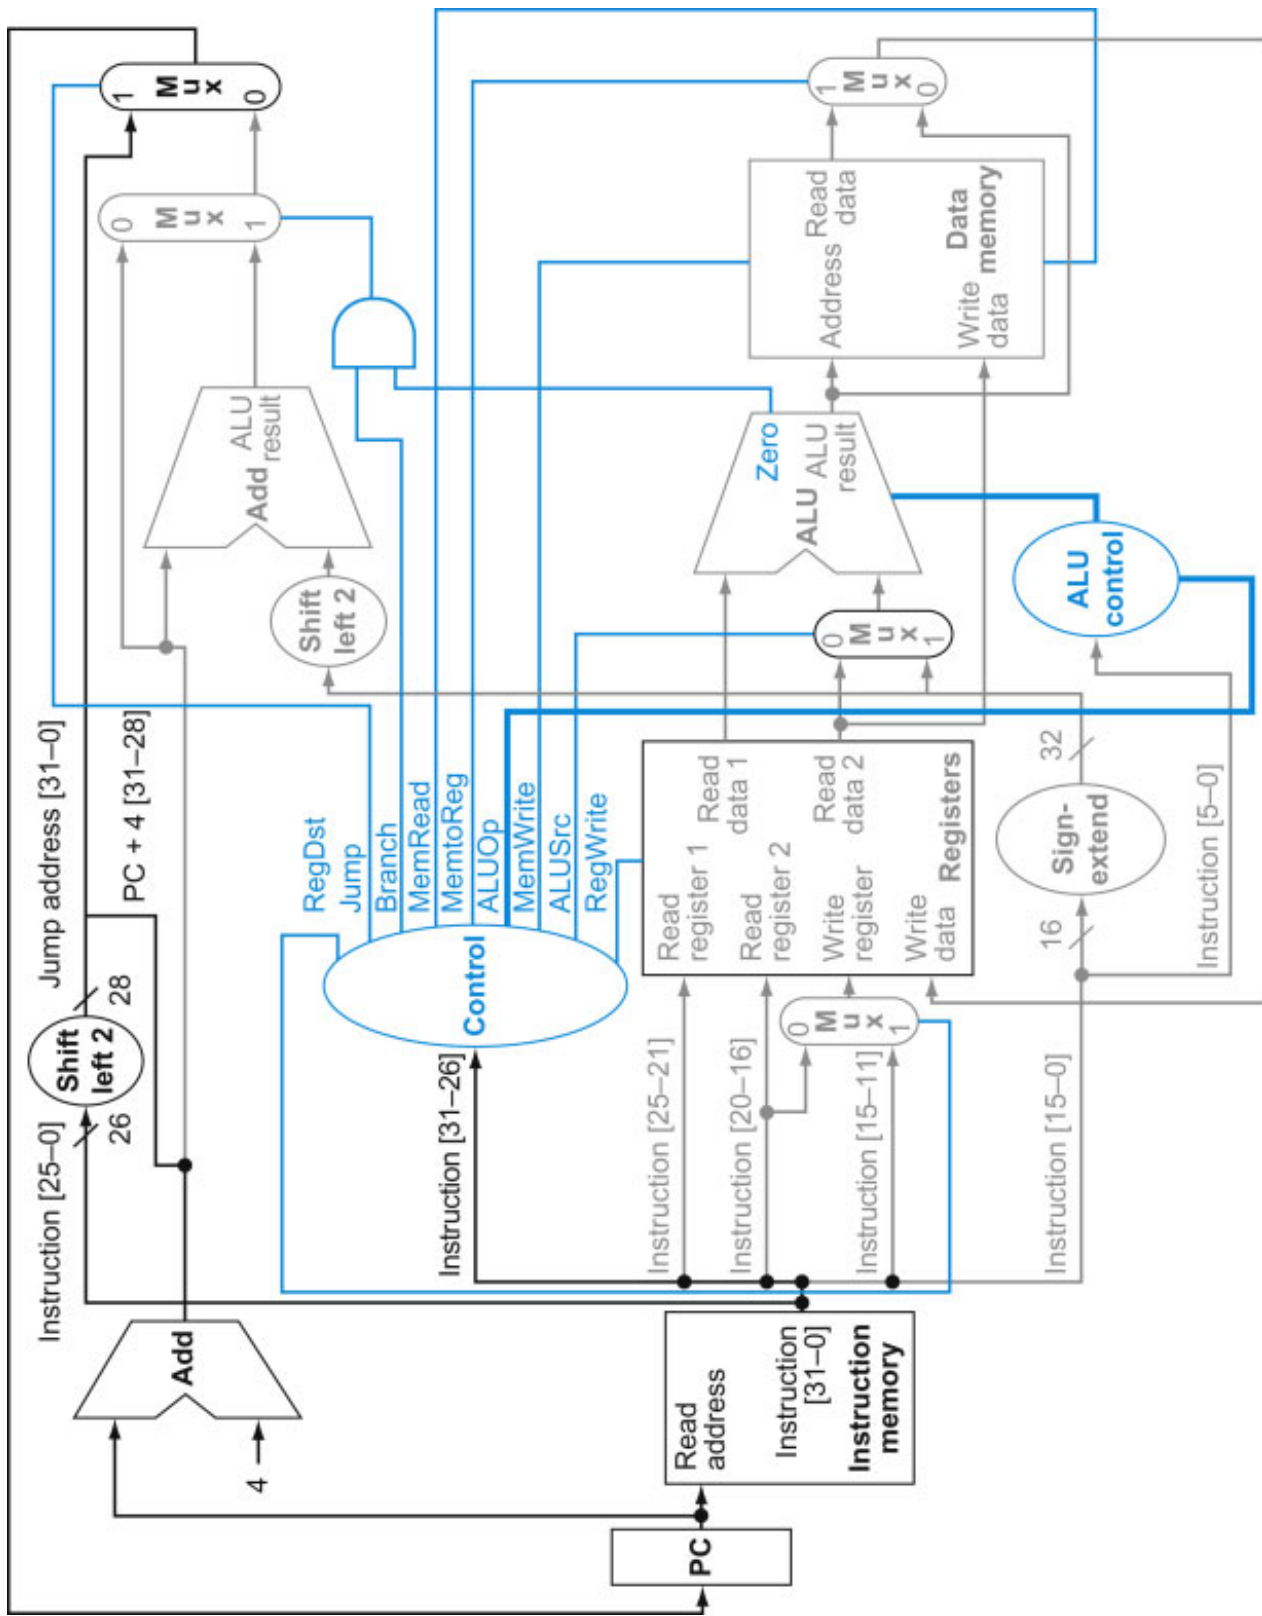 Instruction [25–0]
26
Shift
left 2
28
Jump address [31–0]
PC + 4 [31–28]
Add
4
PC
Read
address
Instruction
[31–0]
Instruction
memory
Instruction [31–26]
Control
RegDst
Jump
Branch
MemRead
MemtoReg
ALUOp
MemWrite
ALUSrc
RegWrite
Instruction [25–21]
Instruction [20–16]
Instruction [15–11]
Instruction [15–0]
Instruction [5–0]
0
Mux
1
Read
register 1
Read
register 2
Write
register
Write
data
Read
data 1
Read
data 2
Registers
16
Sign-
extend
32
Shift
left 2
Add
ALU
result
0
Mux
1
1
Mux
0
0
Mux
1
Zero
ALU
ALU
result
ALU
control
Address
Write
data
Read
data
Data
memory
1
Mux
0